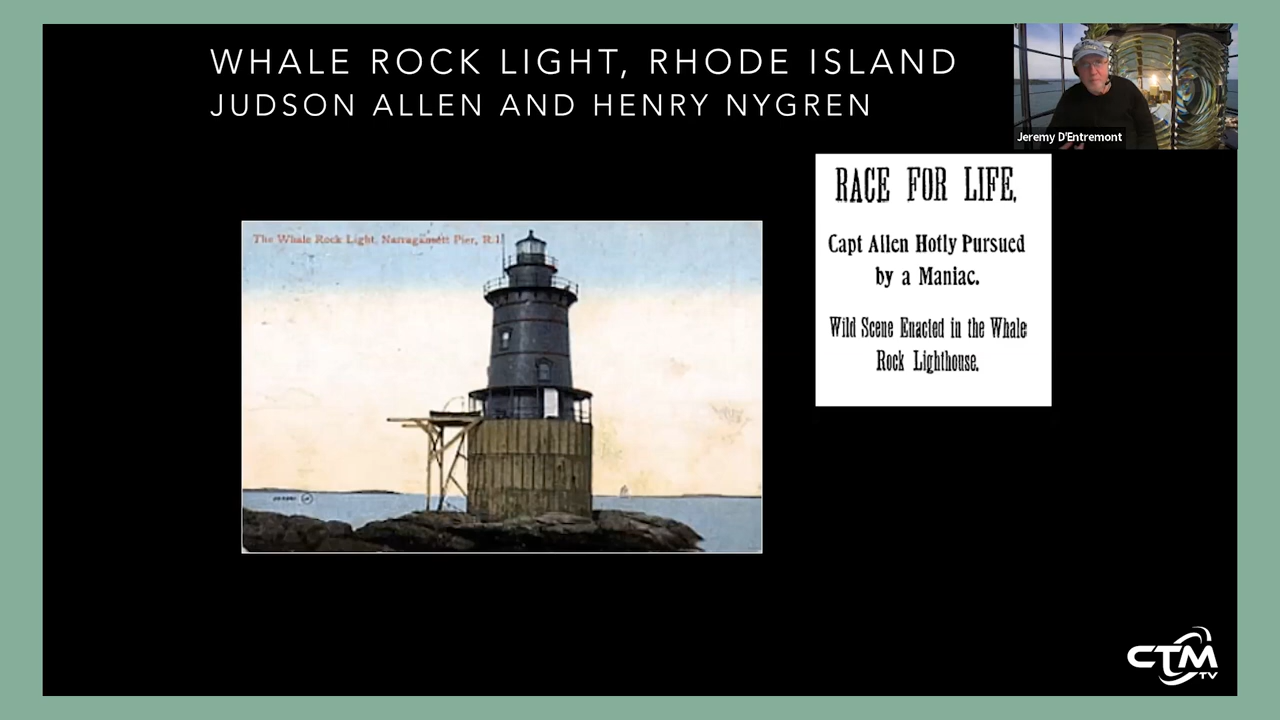 WHALE ROCK LIGHT, RHODE ISLAND
JUDSON ALLEN AND HENRY NYGREN
Jeremy D'Entremont
RACE FOR LIFE.
Capt Allen Hotly Pursued
by a Maniac.
Wild Scene Enacted in the Whale
Rock Lighthouse.
The Whale Rock Light, Narragansett Pier, R.I.
CTM
TV